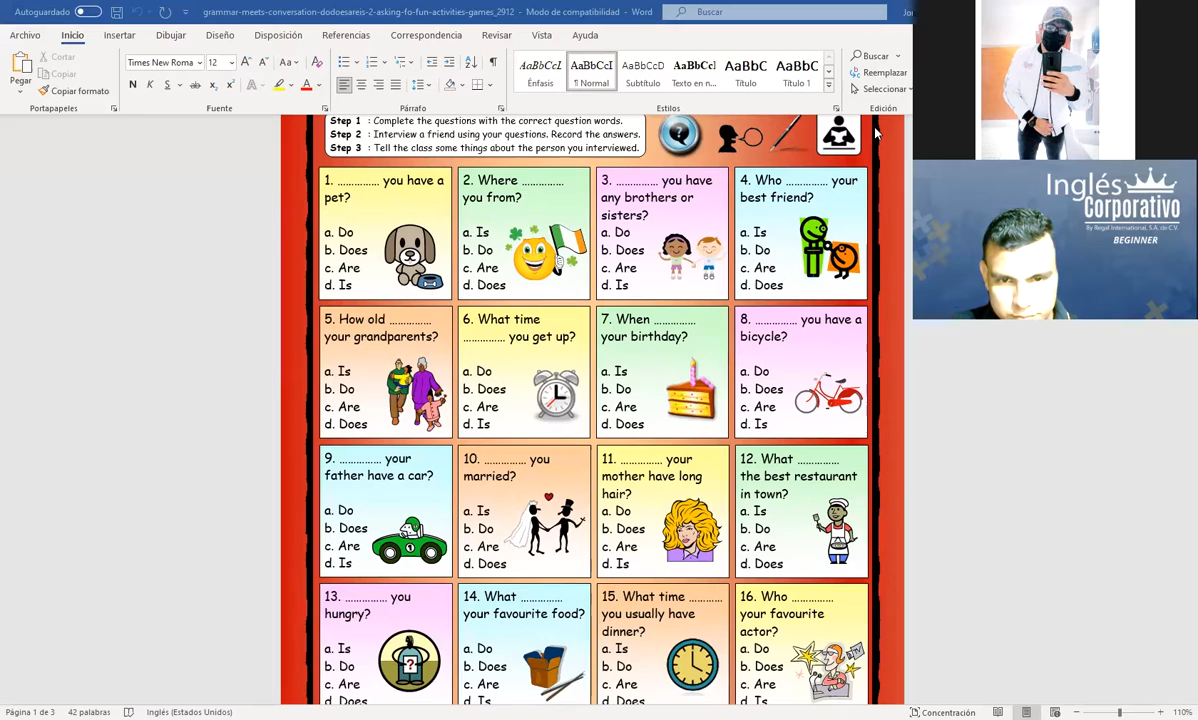 Autoguardado
grammar-meets-conversation-dodoesareis-2-asking-fo-fun-activities-games_2912 - Modo de compatibilidad - Word
Buscar
Archivo Inicio Insertar Dibujar Diseño Disposición Referencias Correspondencia Revisar Vista Ayuda
Pegar
Cortar
Copiar
Copiar formato
Portapapeles
Times New Roma 12
Fuente
Párrafo
AaBbCcI Énfasis
AaBbCcI ¶ Normal
AaBbCcD Subtítulo
AaBbCcl Texto en n...
AaBbC Título
AaBbC Título 1
Estilos
Buscar
Reemplazar
Seleccionar
Edición
Step 1 : Complete the questions with the correct question words.
Step 2 : Interview a friend using your questions. Record the answers.
Step 3 : Tell the class some things about the person you interviewed.
1. .............. you have a
pet?
a. Do
b. Does
c. Are
d. Is
2. Where ..............
you from?
a. Is
b. Do
c. Are
d. Does
3. .............. you have
any brothers or
sisters?
a. Do
b. Does
c. Are
d. Is
4. Who .............. your
best friend?
a. Is
b. Do
c. Are
d. Does
5. How old ..............
your grandparents?
a. Is
b. Do
c. Are
d. Does
6. What time
.............. you get up?
a. Do
b. Does
c. Are
d. Is
7. When ..............
your birthday?
a. Is
b. Do
c. Are
d. Does
8. .............. you have a
bicycle?
a. Do
b. Does
c. Are
d. Is
9. .............. your
father have a car?
a. Do
b. Does
c. Are
d. Is
10. .............. you
married?
a. Is
b. Do
c. Are
d. Does
11. .............. your
mother have long
hair?
a. Do
b. Does
c. Are
d. Is
12. What ..............
the best restaurant
in town?
a. Is
b. Do
c. Are
d. Does
13. .............. you
hungry?
a. Is
b. Do
c. Are
d. Does
14. What ..............
your favourite food?
a. Do
b. Does
c. Are
d. Is
15. What time ...........
you usually have
dinner?
a. Is
b. Do
c. Are
d. Does
16. Who ..............
your favourite
actor?
a. Do
b. Does
c. Are
d. Is
Inglés
Corporativo
By Regal International, S.A. de C.V.
BEGINNER
Página 1 de 3 42 palabras Inglés (Estados Unidos) Concentración 110%